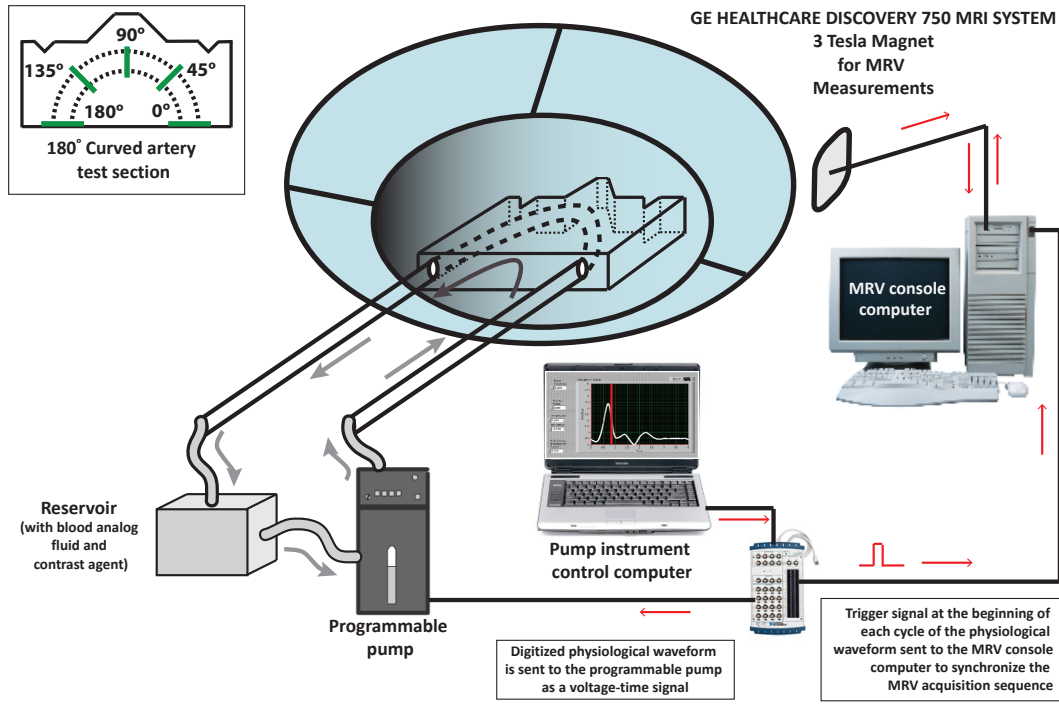 GE HEALTHCARE DISCOVERY 750 MRI SYSTEM
3 Tesla Magnet
for MRV
Measurements
90°
135°
45°
180°
0°
180° Curved artery
test section
MRV console
computer
Reservoir
(with blood analog
fluid and
contrast agent)
Pump instrument
control computer
Programmable
pump
Digitized physiological waveform
is sent to the programmable pump
as a voltage-time signal
Trigger signal at the beginning of
each cycle of the physiological
waveform sent to the MRV console
computer to synchronize the
MRV acquisition sequence